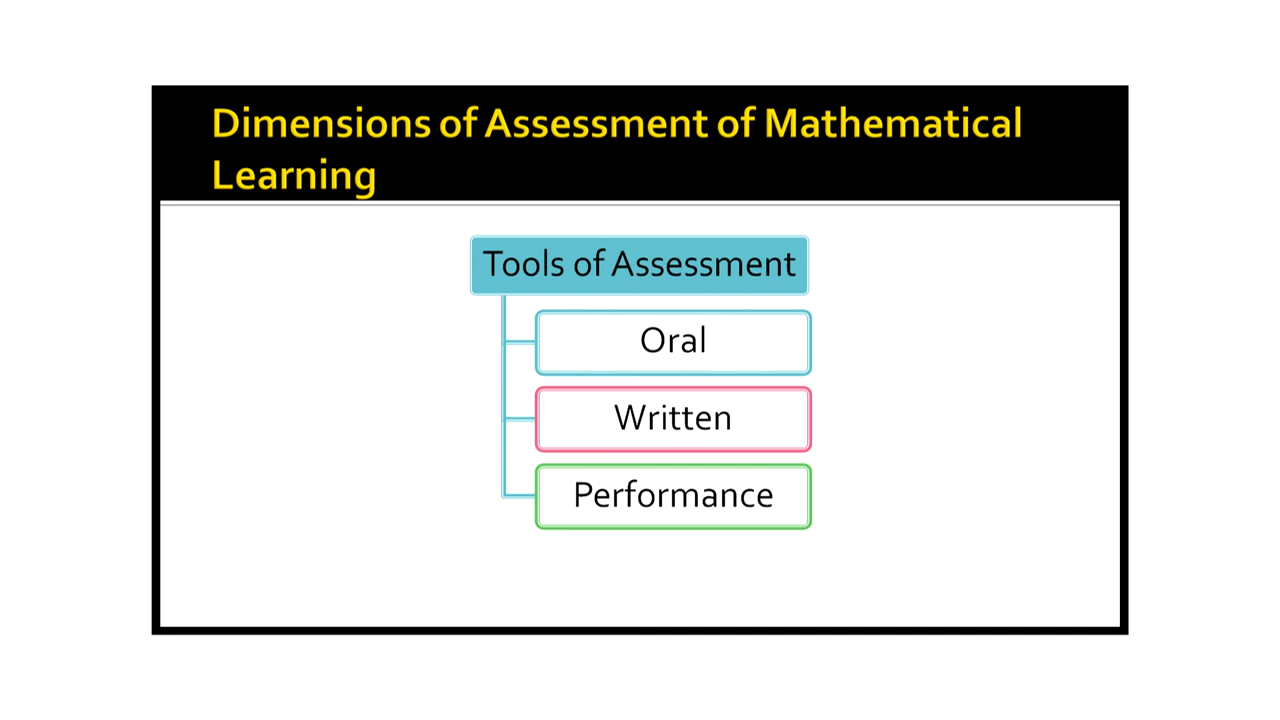 Dimensions of Assessment of Mathematical
Learning
Tools of Assessment
Oral
Written
Performance